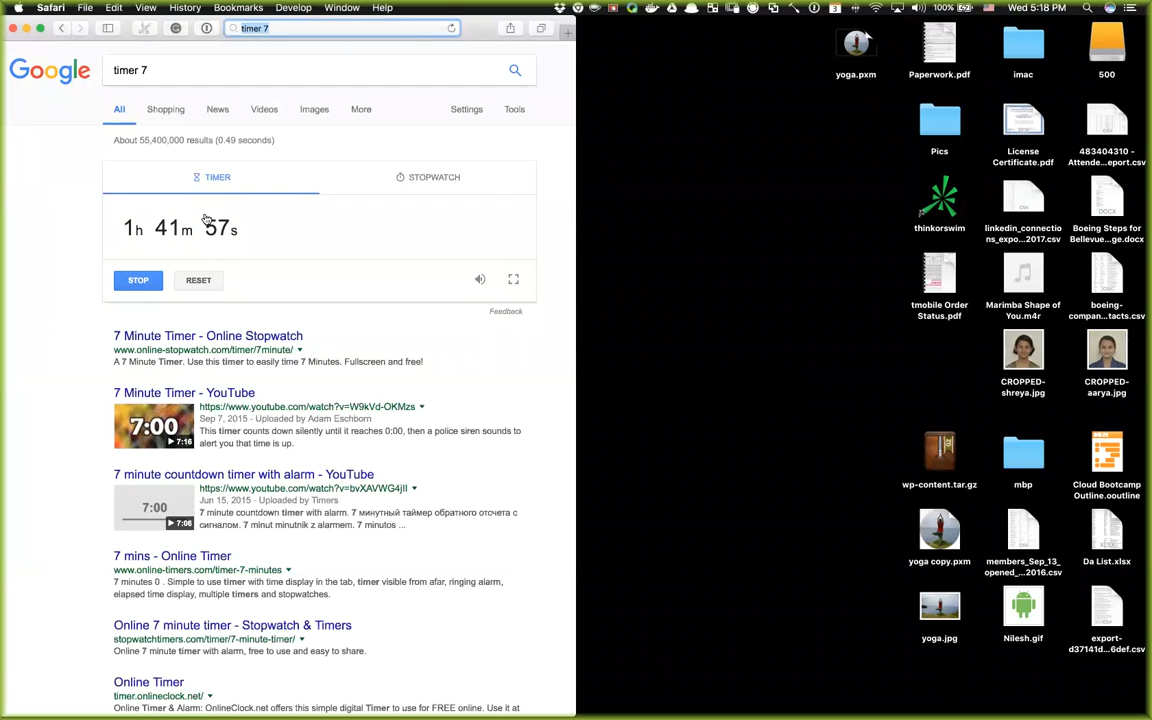 Safari File Edit View History Bookmarks Develop Window Help
100% Wed 5:18 PM
timer 7
Google
timer 7
All Shopping News Videos Images More Settings Tools
About 55,400,000 results (0.49 seconds)
TIMER STOPWATCH
1h 41m 57s
STOP RESET
Feedback
7 Minute Timer - Online Stopwatch
www.online-stopwatch.com/timer/7minute/
A 7 Minute Timer. Use this timer to easily time 7 Minutes. Fullscreen and free!
7 Minute Timer - YouTube
https://www.youtube.com/watch?v=W9kVd-OKMzs
Sep 7, 2015 - Uploaded by Adam Eschborn
This timer counts down silently until it reaches 0:00, then a police siren sounds to
alert you that time is up.
7:00
7:16
7 minute countdown timer with alarm - YouTube
https://www.youtube.com/watch?v=bvXAVWG4jII
Jun 15, 2015 - Uploaded by Timers
7 minute countdown timer with alarm. 7 минутный таймер обратного отсчета с
сигналом. 7 minut minutnik z alarmem. 7 minutos ...
7:00
7:06
7 mins - Online Timer
www.online-timers.com/timer-7-minutes
7 minutes 0 . Simple to use timer with time display in the tab, timer visible from afar, ringing alarm,
elapsed time display, multiple timers and stopwatches.
Online 7 minute timer - Stopwatch & Timers
stopwatchtimers.com/timer/7-minute-timer/
Online 7 minute timer with alarm, free to use and easy to share.
Online Timer
timer.onlineclock.net/
Online Timer & Alarm: OnlineClock.net offers this simple digital Timer to use for FREE online. Use it at
yoga.pxm
Paperwork.pdf
imac
500
Pics
License
Certificate.pdf
483404310 -
Attende...eport.csv
thinkorswim
linkedin_connecti
ons_expo...2017.csv
Boeing Steps for
Bellevue...ge.docx
tmobile Order
Status.pdf
Marimba Shape of
You.m4r
boeing-
compan...tacts.csv
CROPPED-
shreya.jpg
CROPPED-
aarya.jpg
wp-content.tar.gz
mbp
Cloud Bootcamp
Outline.ooutline
yoga copy.pxm
members_Sep_13_
opened_...2016.csv
Da List.xlsx
yoga.jpg
Nilesh.gif
export-
d37141d...6def.csv